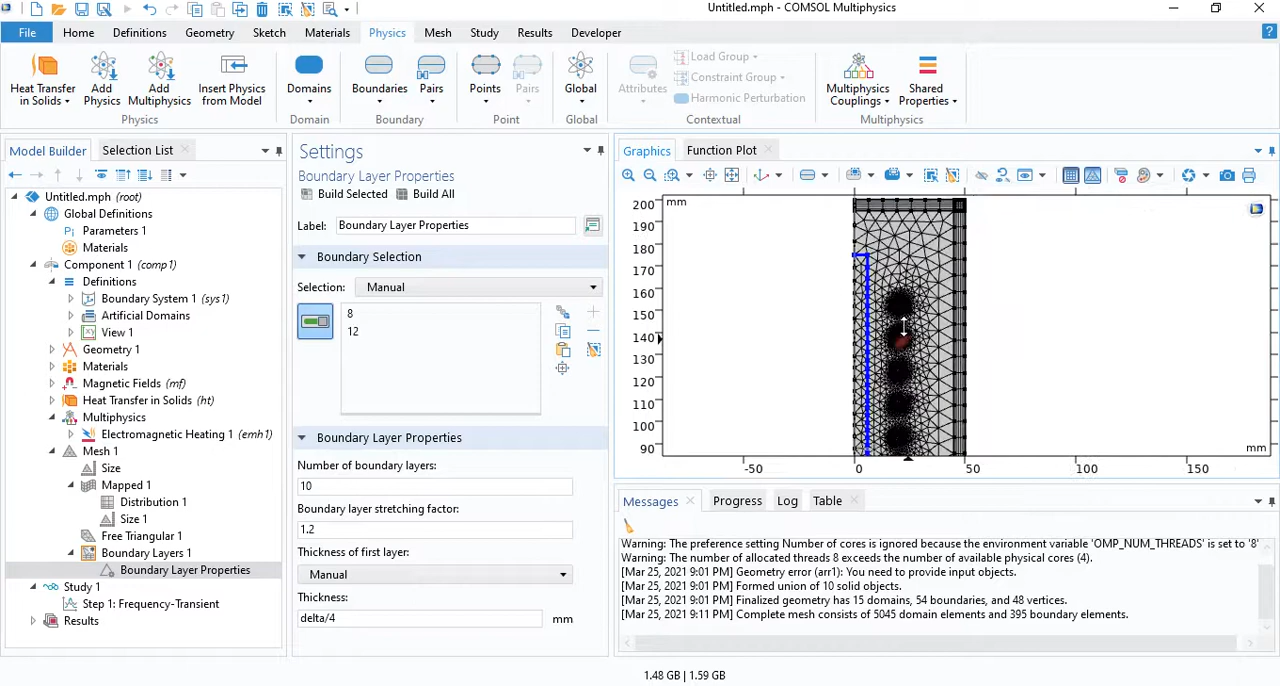 Untitled.mph - COMSOL Multiphysics
File Home Definitions Geometry Sketch Materials Physics Mesh Study Results Developer
Heat Transfer in Solids
Add Physics
Add Multiphysics
Insert Physics from Model
Domains
Boundaries
Pairs
Points
Pairs
Global
Attributes
Load Group
Constraint Group
Harmonic Perturbation
Multiphysics Couplings
Shared Properties
Physics Domain Boundary Point Global Contextual Multiphysics
Model Builder Selection List
Untitled.mph (root)
Global Definitions
Parameters 1
Materials
Component 1 (comp1)
Definitions
Boundary System 1 (sys1)
Artificial Domains
View 1
Geometry 1
Materials
Magnetic Fields (mf)
Heat Transfer in Solids (ht)
Multiphysics
Electromagnetic Heating 1 (emh1)
Mesh 1
Size
Mapped 1
Distribution 1
Size 1
Free Triangular 1
Boundary Layers 1
Boundary Layer Properties
Study 1
Step 1: Frequency-Transient
Results
Settings
Boundary Layer Properties
Build Selected Build All
Label: Boundary Layer Properties
Boundary Selection
Selection: Manual
8
12
Boundary Layer Properties
Number of boundary layers:
10
Boundary layer stretching factor:
1.2
Thickness of first layer:
Manual
Thickness:
delta/4 mm
Graphics Function Plot
200 mm
190
180
170
160
150
140
130
120
110
100
90 mm
-50 0 50 100 150
Messages Progress Log Table
Warning: The preference setting Number of cores is ignored because the environment variable 'OMP_NUM_THREADS' is set to '8'
Warning: The number of allocated threads 8 exceeds the number of available physical cores (4).
[Mar 25, 2021 9:01 PM] Geometry error (arr1): You need to provide input objects.
[Mar 25, 2021 9:01 PM] Formed union of 10 solid objects.
[Mar 25, 2021 9:01 PM] Finalized geometry has 15 domains, 54 boundaries, and 48 vertices.
[Mar 25, 2021 9:11 PM] Complete mesh consists of 5045 domain elements and 395 boundary elements.
1.48 GB | 1.59 GB